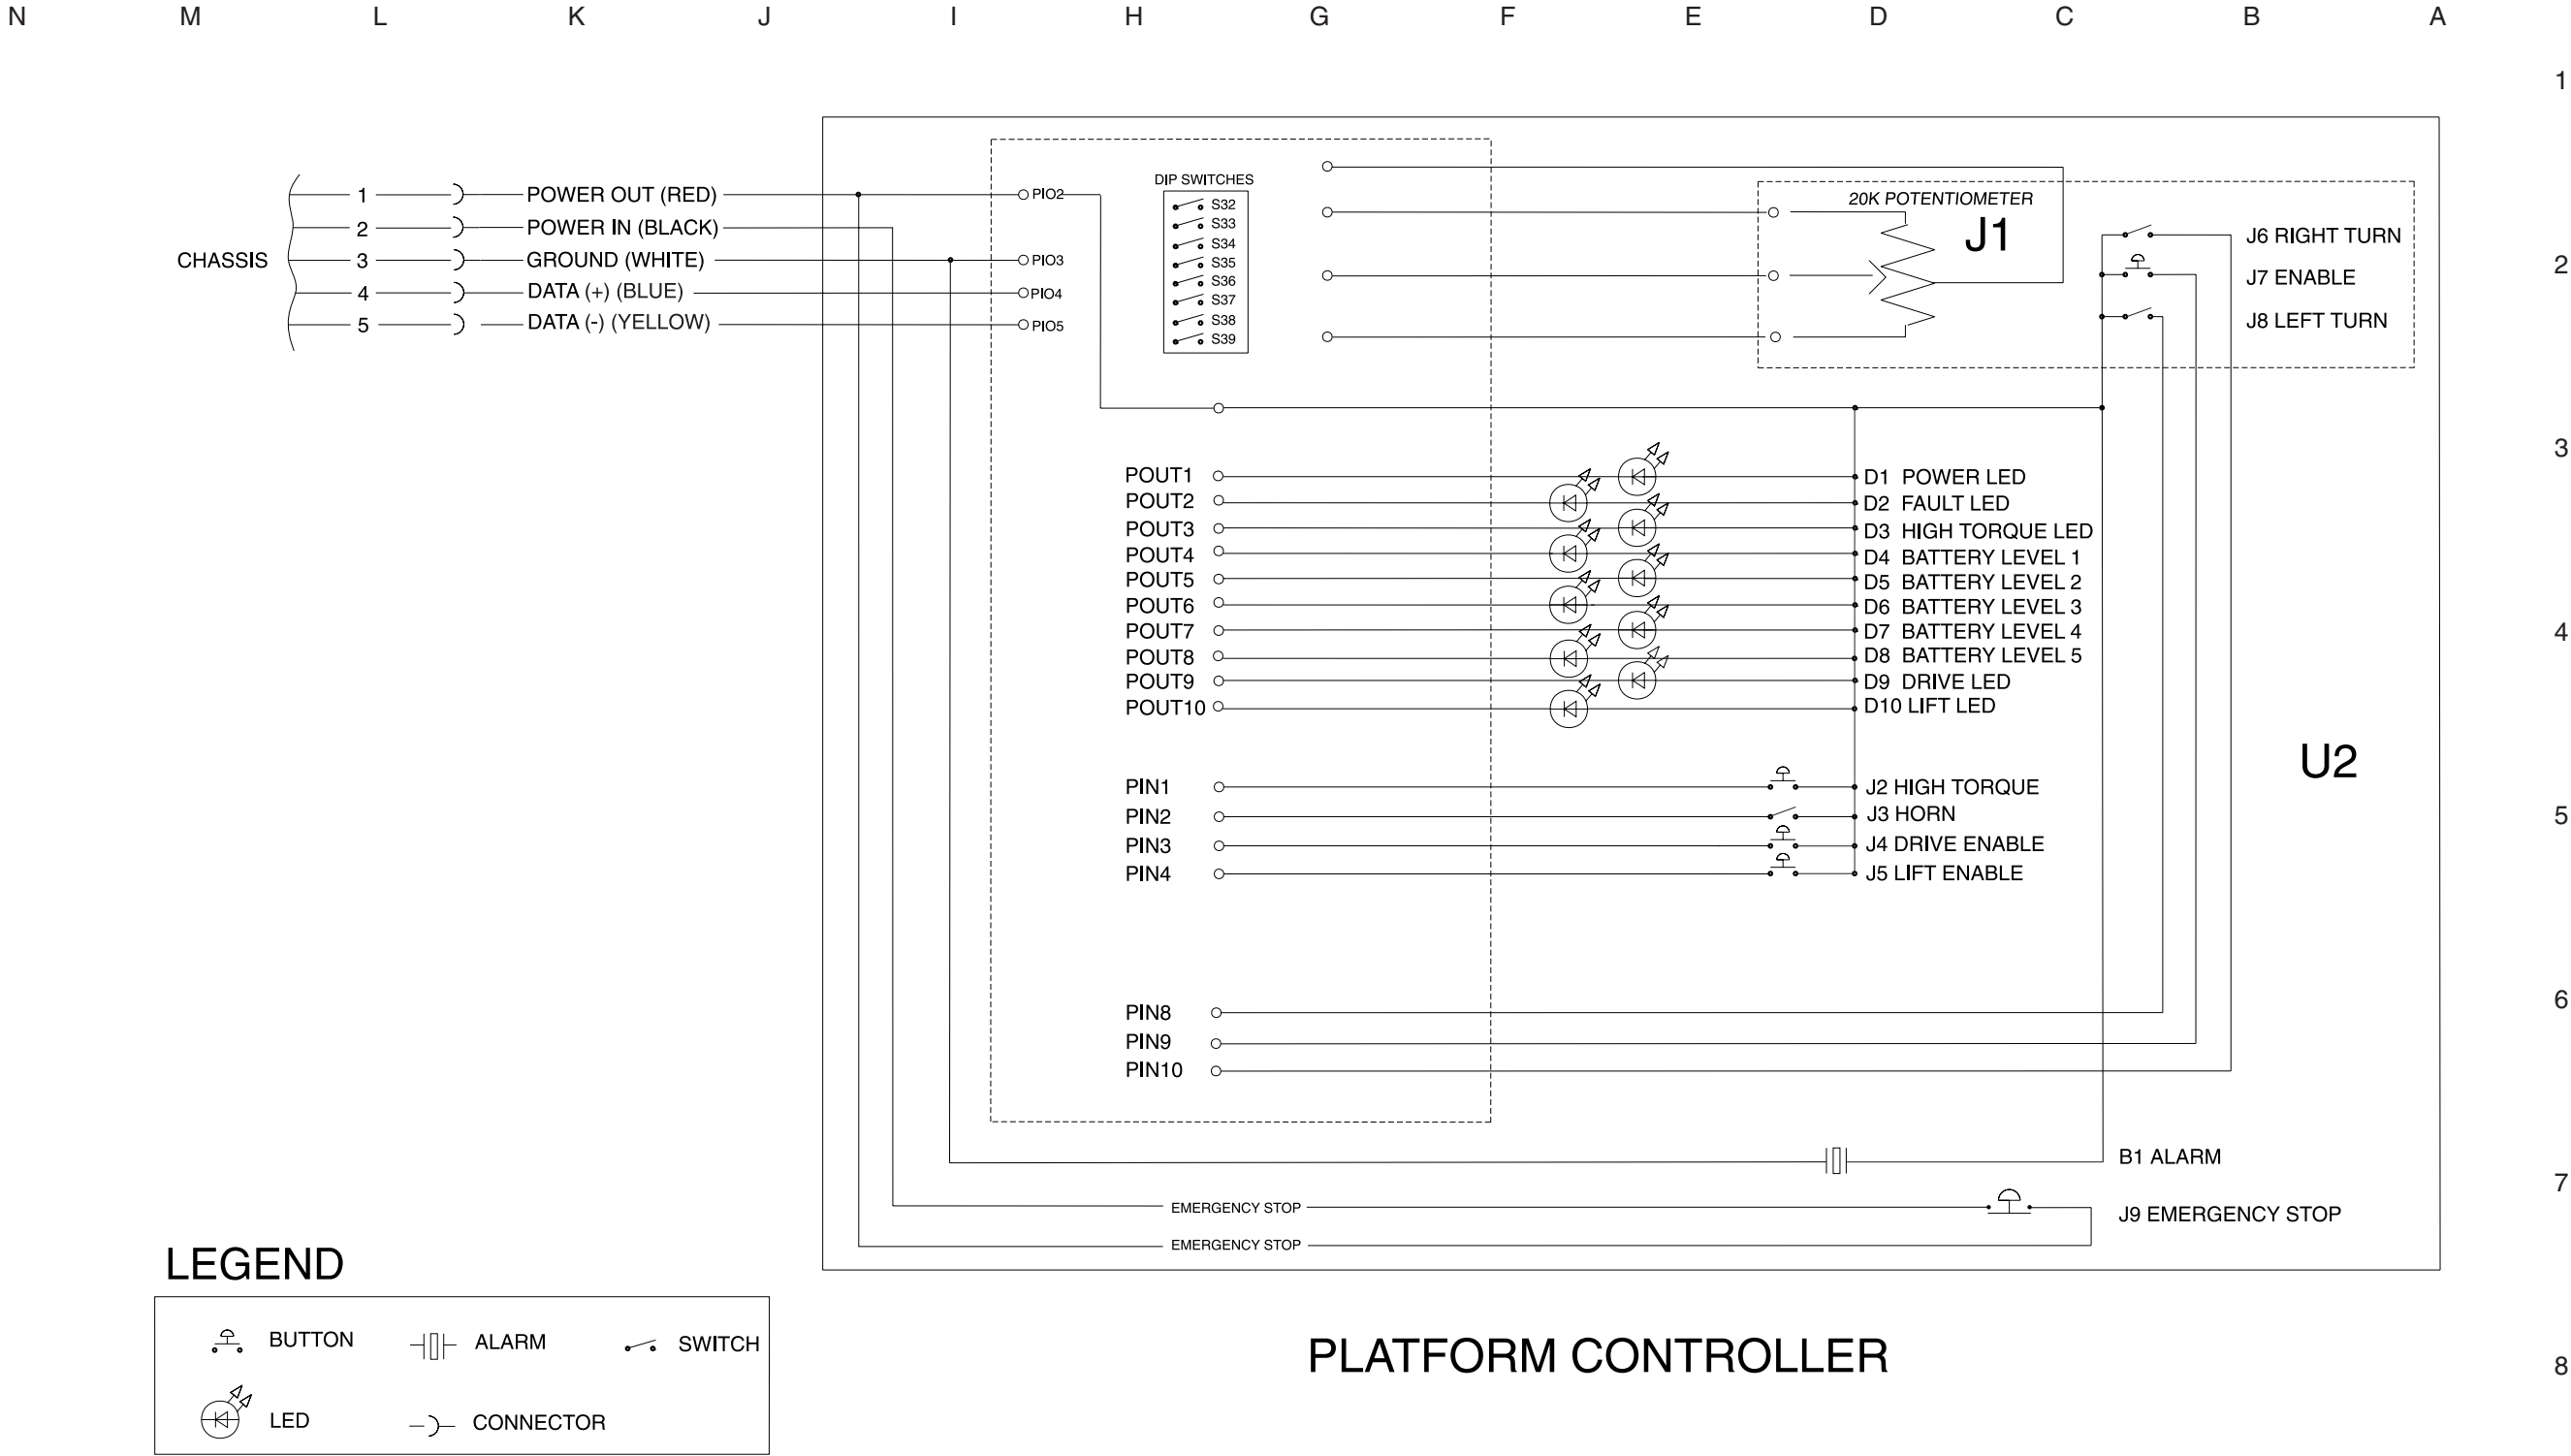 N M L K J I H G F E D C B A
1
2
3
4
5
6
7
8
CHASSIS
1 POWER OUT (RED)
2 POWER IN (BLACK)
3 GROUND (WHITE)
4 DATA (+) (BLUE)
5 DATA (-) (YELLOW)
PIO2
PIO3
PIO4
PIO5
DIP SWITCHES
S32
S33
S34
S35
S36
S37
S38
S39
20K POTENTIOMETER
J1
J6 RIGHT TURN
J7 ENABLE
J8 LEFT TURN
POUT1 D1 POWER LED
POUT2 D2 FAULT LED
POUT3 D3 HIGH TORQUE LED
POUT4 D4 BATTERY LEVEL 1
POUT5 D5 BATTERY LEVEL 2
POUT6 D6 BATTERY LEVEL 3
POUT7 D7 BATTERY LEVEL 4
POUT8 D8 BATTERY LEVEL 5
POUT9 D9 DRIVE LED
POUT10 D10 LIFT LED
U2
PIN1 J2 HIGH TORQUE
PIN2 J3 HORN
PIN3 J4 DRIVE ENABLE
PIN4 J5 LIFT ENABLE
PIN8
PIN9
PIN10
B1 ALARM
EMERGENCY STOP
J9 EMERGENCY STOP
EMERGENCY STOP
LEGEND
BUTTON ALARM SWITCH
LED CONNECTOR
PLATFORM CONTROLLER